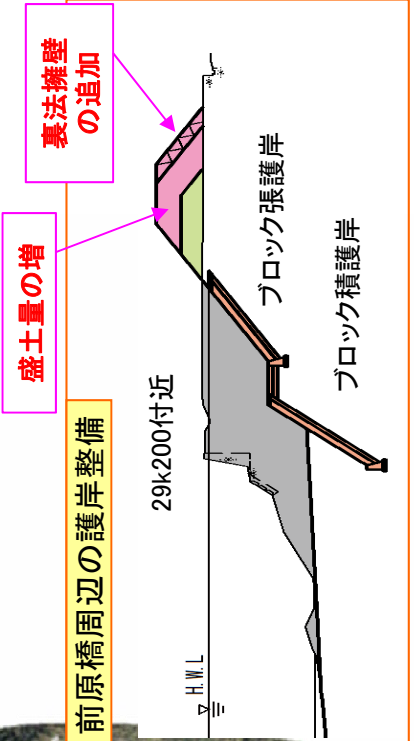 前原橋周辺の護岸整備
盛土量の増
裏法擁壁
の追加
29k200付近
H.W.L
ブロック張護岸
ブロック積護岸